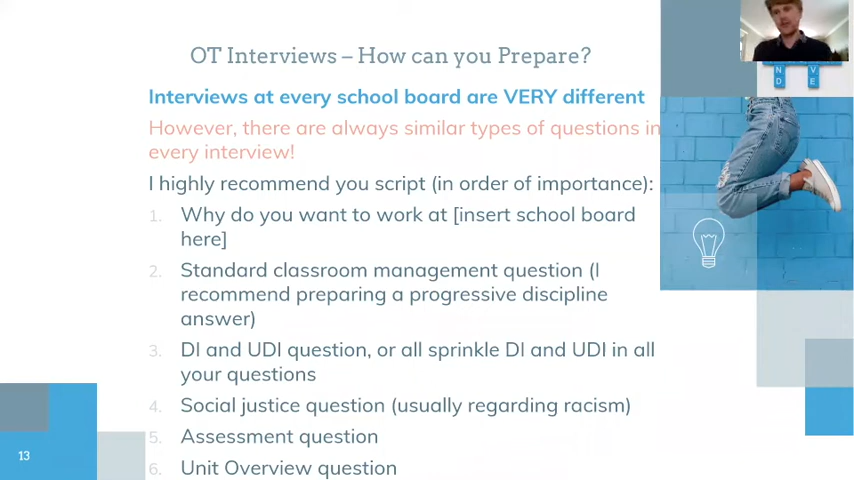 OT Interviews – How can you Prepare?
N V
D E
Interviews at every school board are VERY different
However, there are always similar types of questions in
every interview!
I highly recommend you script (in order of importance):
1. Why do you want to work at [insert school board
here]
2. Standard classroom management question (I
recommend preparing a progressive discipline
answer)
3. DI and UDI question, or all sprinkle DI and UDI in all
your questions
4. Social justice question (usually regarding racism)
5. Assessment question
6. Unit Overview question
13